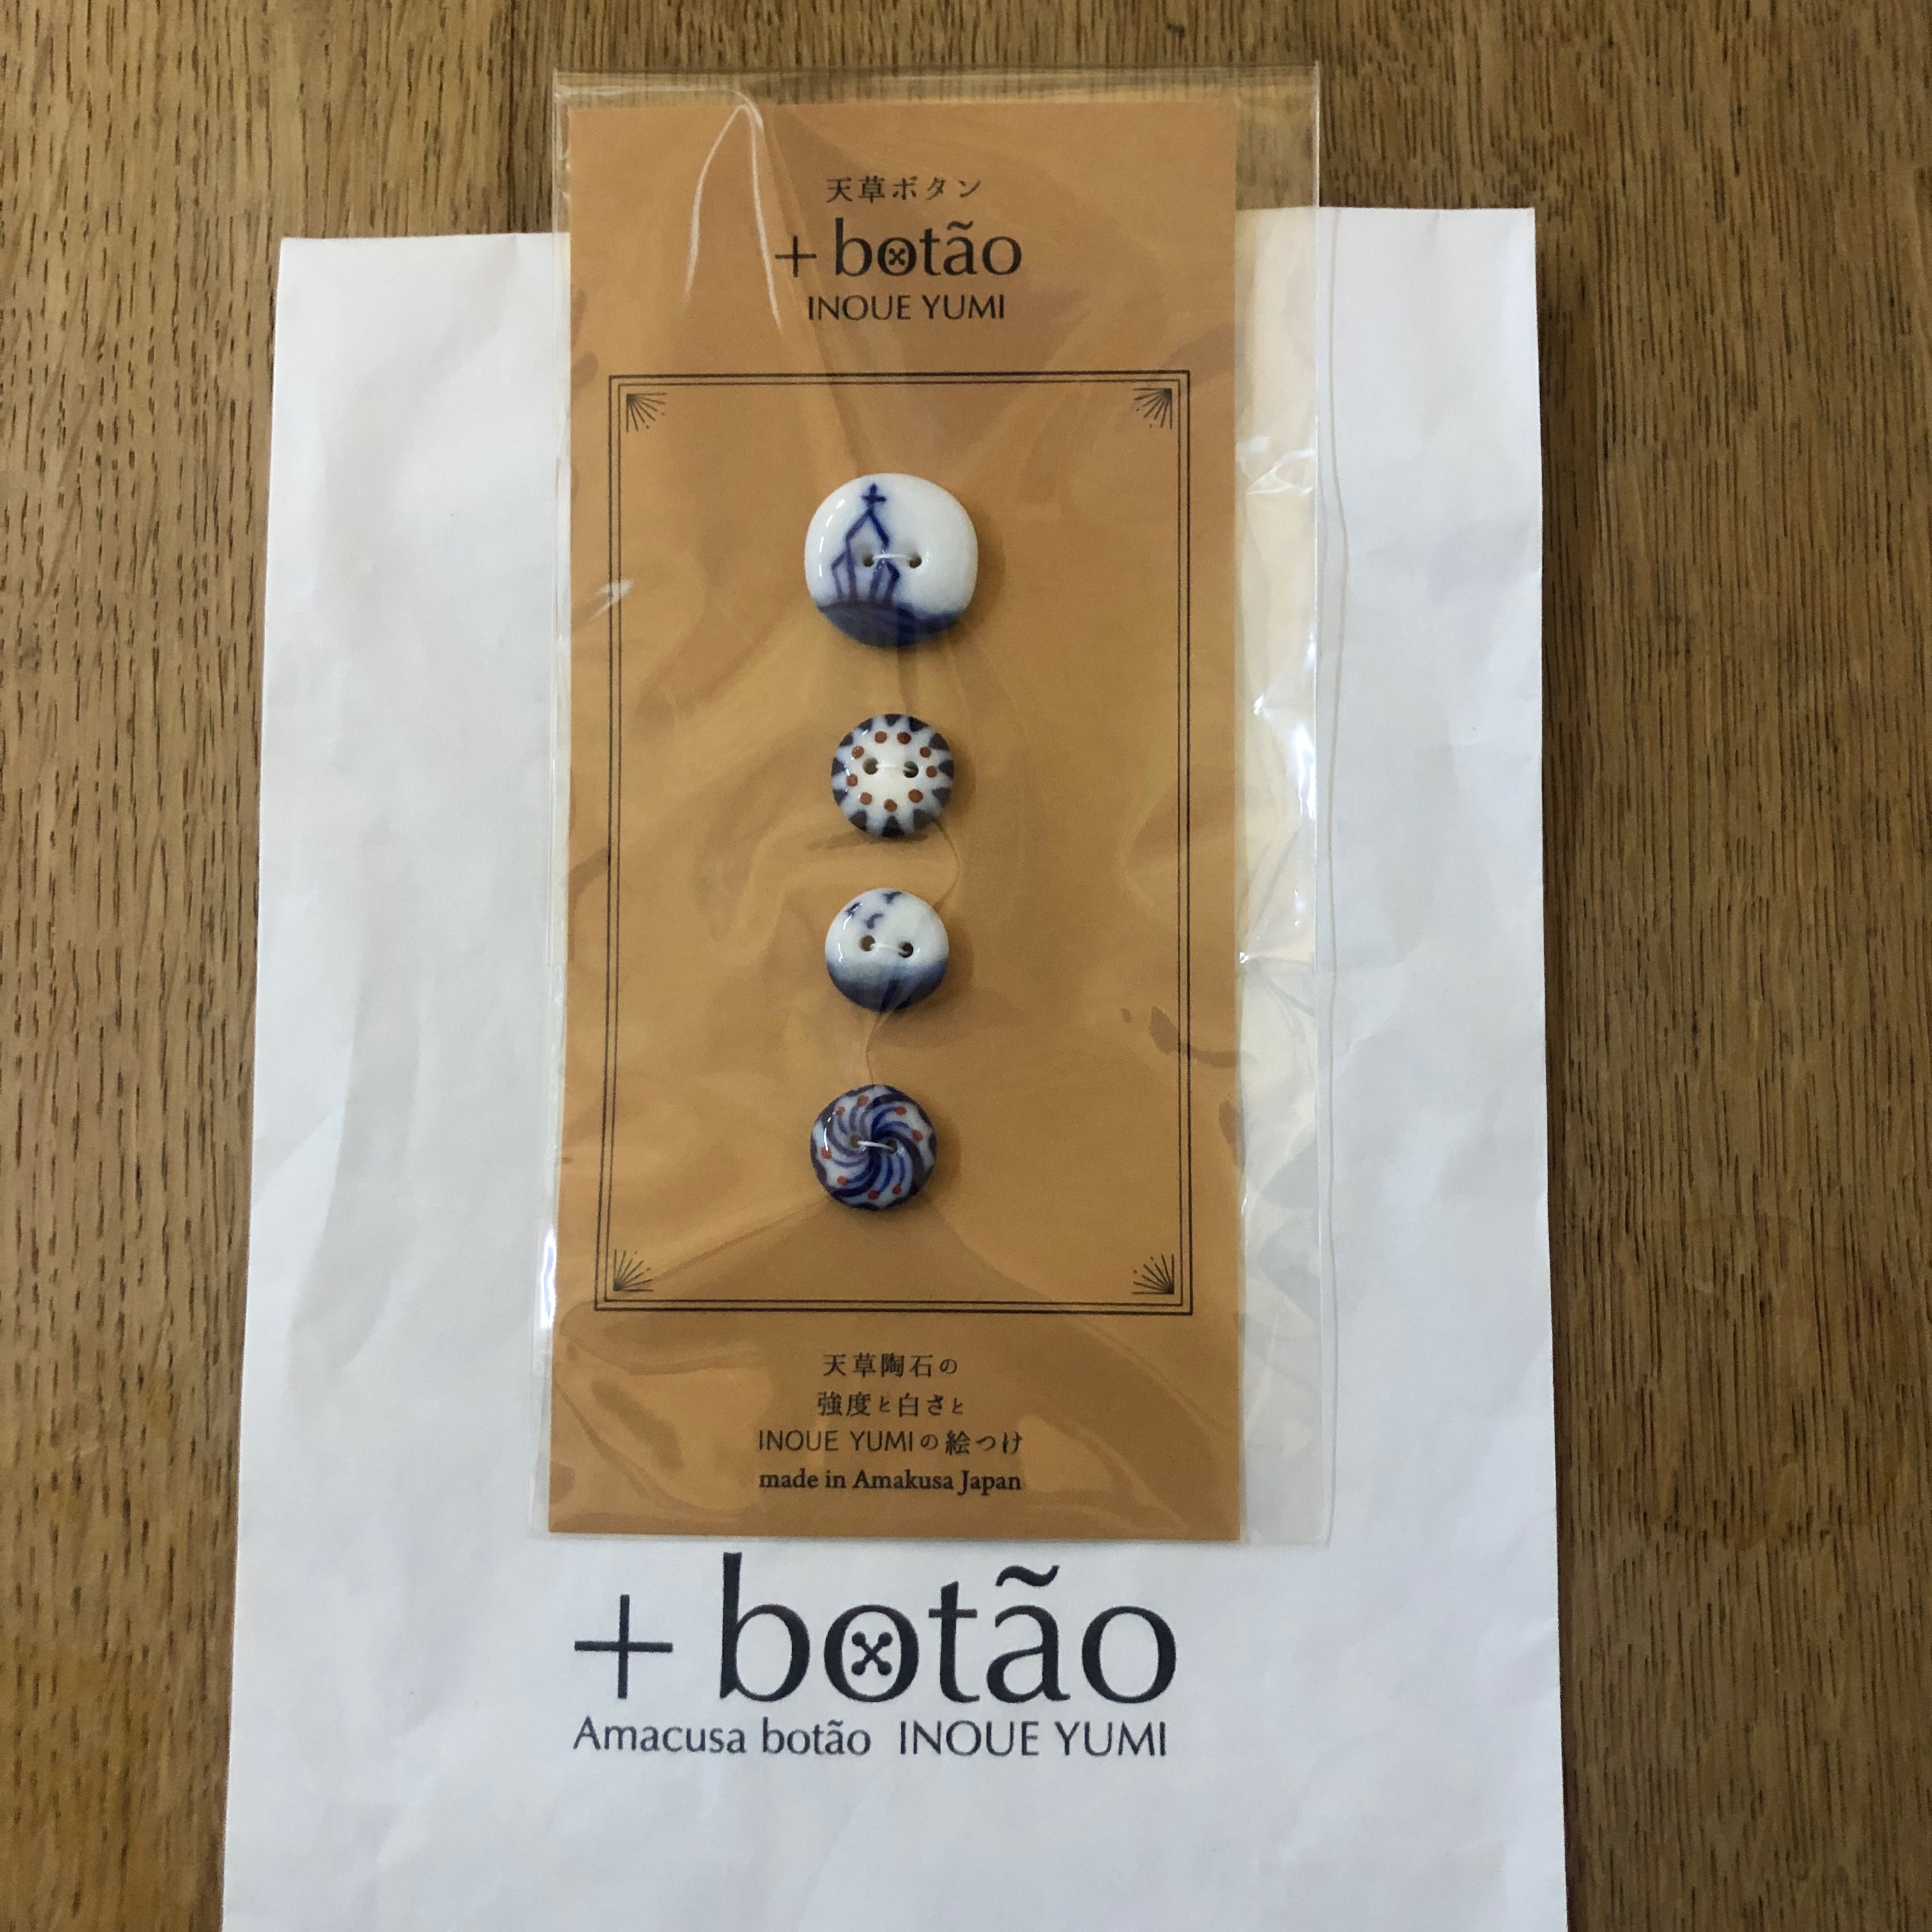 天草ボタン
+ botão
INOUE YUMI
天草陶石の
強度と白さと
INOUE YUMIの絵つけ
made in Amakusa Japan
+ botão
Amacusa botão INOUE YUMI